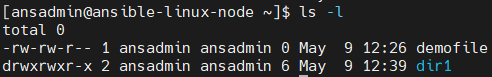 [ansadmin@ansible-linux-node ~]$ ls -l
total 0
-rw-rw-r-- 1 ansadmin ansadmin 0 May  9 12:26 demofile
drwxrwxr-x 2 ansadmin ansadmin 6 May  9 12:39 dir1